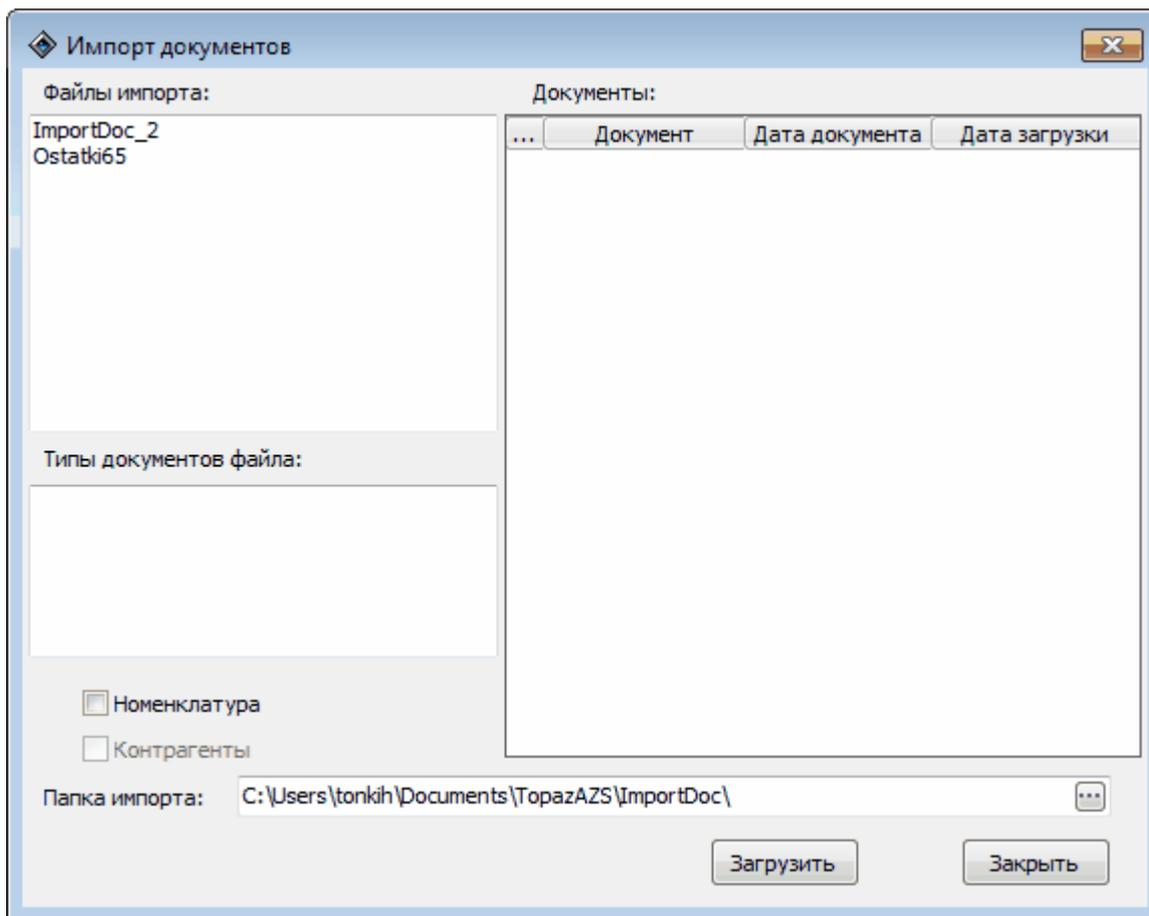 Импорт документов
Файлы импорта:
ImportDoc_2
Ostatki65
Типы документов файла:
Номенклатура
Контрагенты
Документы:
... Документ Дата документа Дата загрузки
Папка импорта: C:\Users\tonkih\Documents\TopazAZS\ImportDoc\ ...
Загрузить Закрыть